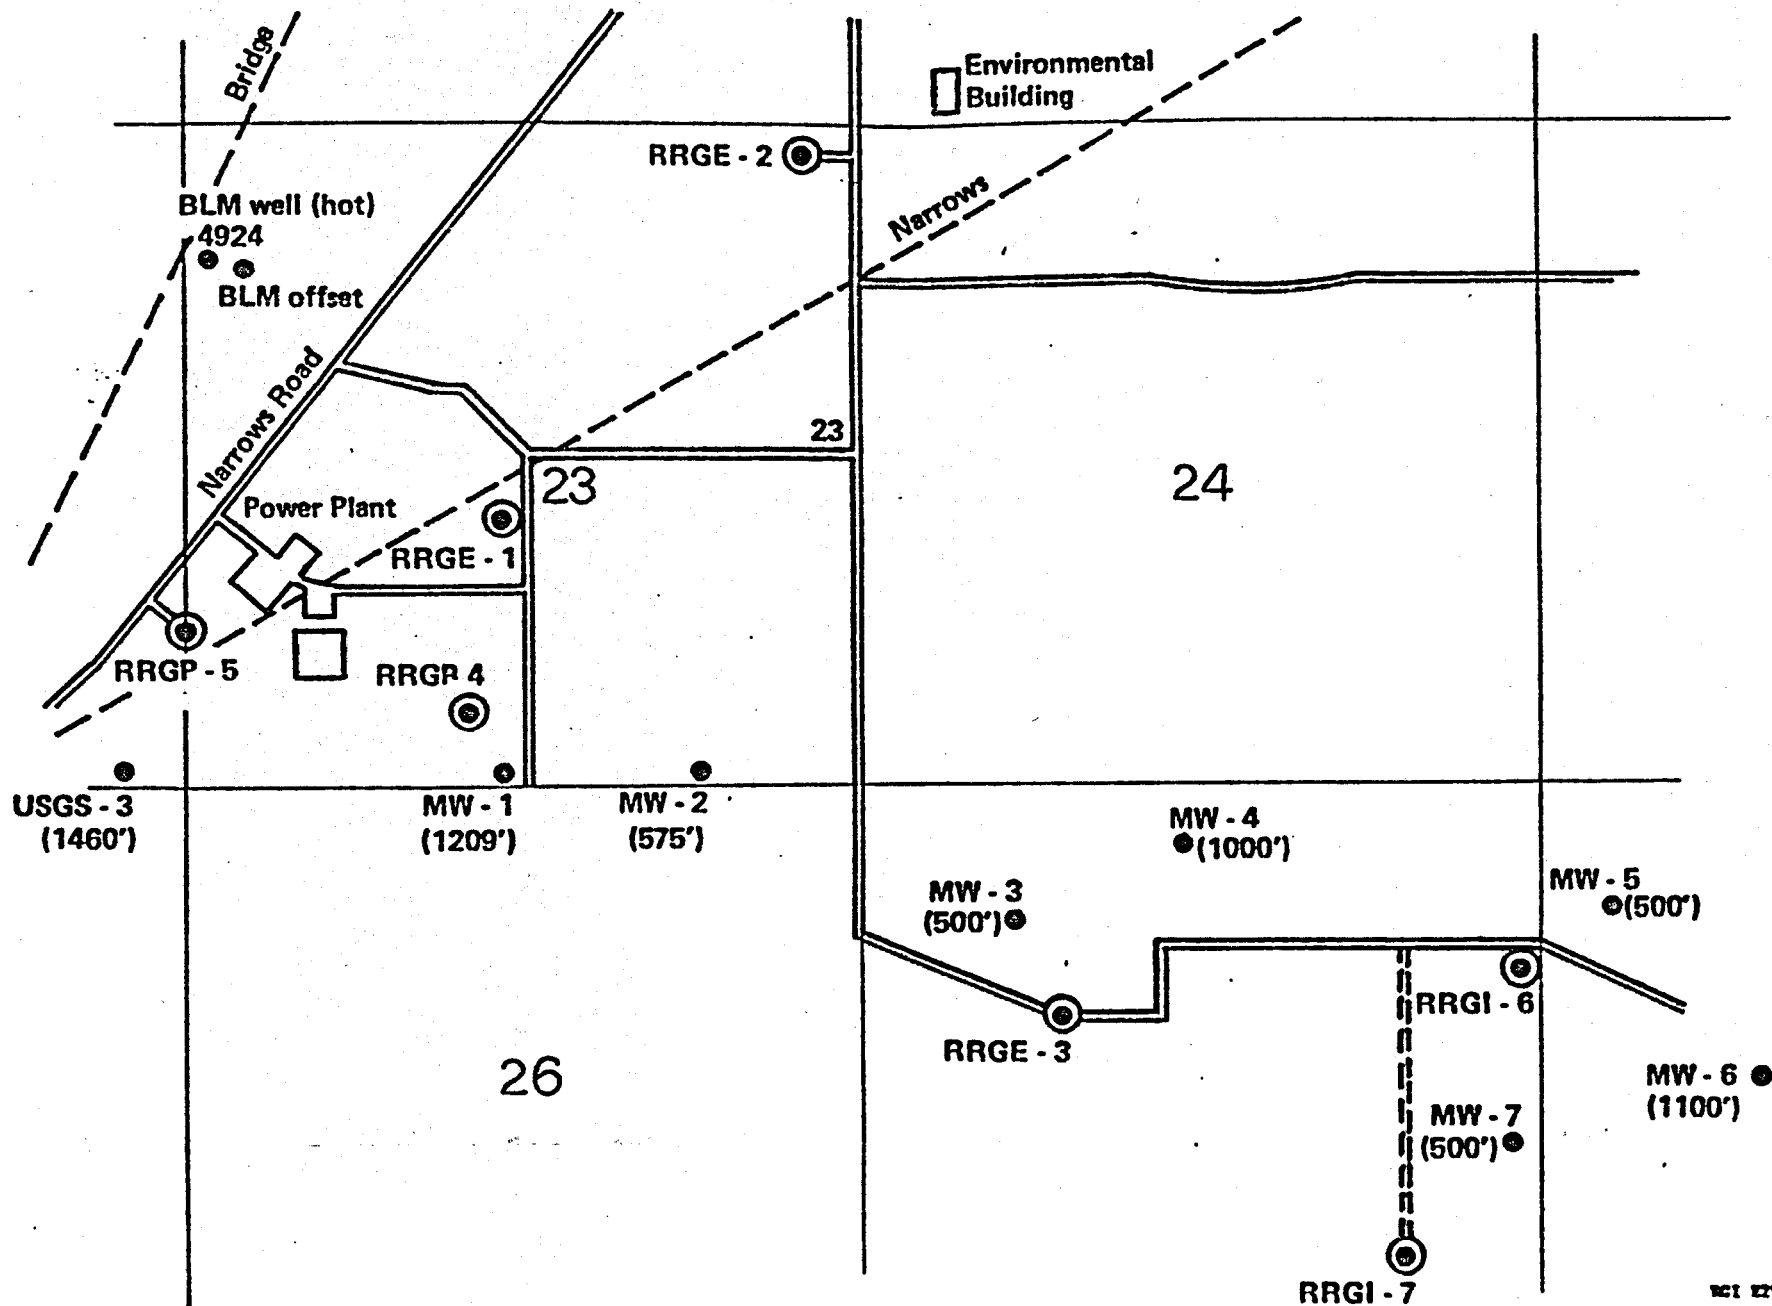 Bridge
Environmental
Building
RRGE - 2
Narrows
BLM well (hot)
4924
BLM offset
Narrows Road
23
23
24
Power Plant
RRGE - 1
RRGP - 5
RRGP 4
USGS - 3
(1460')
MW - 1
(1209')
MW - 2
(575')
MW - 4
(1000')
MW - 3
(500')
MW - 5
(500')
RRGI - 6
RRGE - 3
26
MW - 6
(1100')
MW - 7
(500')
RRGI - 7